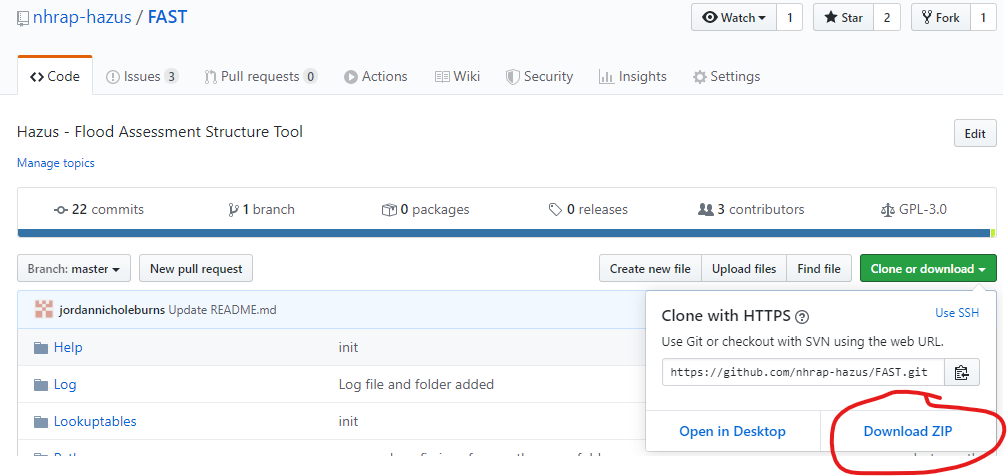 nhrap-hazus / FAST
Watch 1 Star 2 Fork 1
Code Issues 3 Pull requests 0 Actions Wiki Security Insights Settings
Hazus - Flood Assessment Structure Tool
Edit
Manage topics
22 commits 1 branch 0 packages 0 releases 3 contributors GPL-3.0
Branch: master New pull request Create new file Upload files Find file Clone or download
jordannicholeburns Update README.md
Clone with HTTPS
Use SSH
Use Git or checkout with SVN using the web URL.
https://github.com/nhrap-hazus/FAST.git
Open in Desktop Download ZIP
Help init
Log Log file and folder added
Lookuptables init